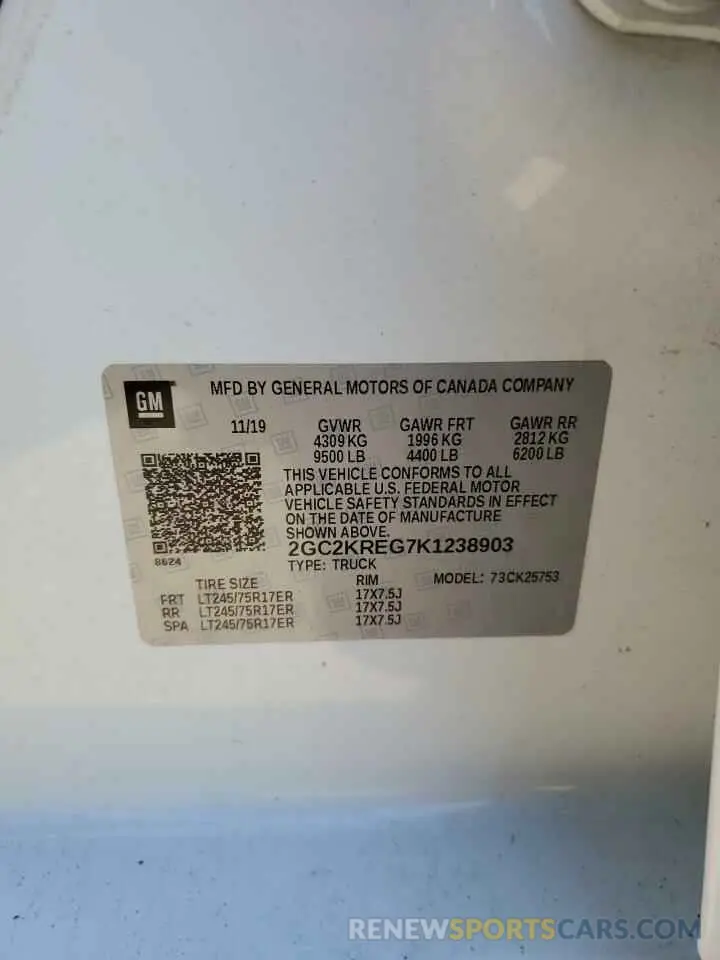 GM
MFD BY GENERAL MOTORS OF CANADA COMPANY
11/19 GVWR GAWR FRT GAWR RR
4309 KG 1996 KG 2812 KG
9500 LB 4400 LB 6200 LB
THIS VEHICLE CONFORMS TO ALL
APPLICABLE U.S. FEDERAL MOTOR
VEHICLE SAFETY STANDARDS IN EFFECT
ON THE DATE OF MANUFACTURE
SHOWN ABOVE.
2GC2KREG7K1238903
8624
TYPE: TRUCK MODEL: 73CK25753
TIRE SIZE RIM
FRT LT245/75R17ER 17X7.5J
RR LT245/75R17ER 17X7.5J
SPA LT245/75R17ER 17X7.5J
RENEWSPORTSCARS.COM